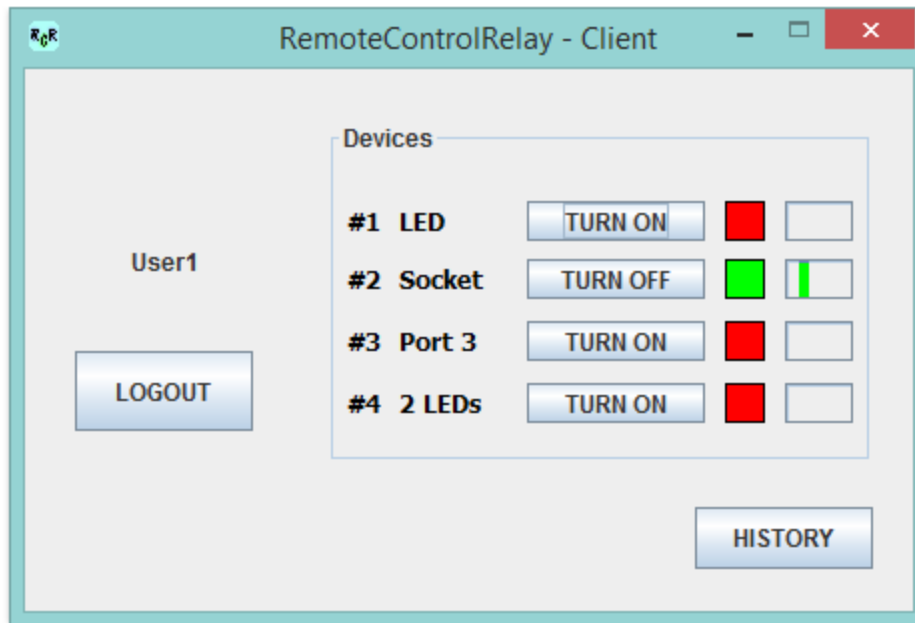 RCR RemoteControlRelay - Client
Devices
#1 LED TURN ON
User1
#2 Socket TURN OFF
#3 Port 3 TURN ON
LOGOUT
#4 2 LEDs TURN ON
HISTORY